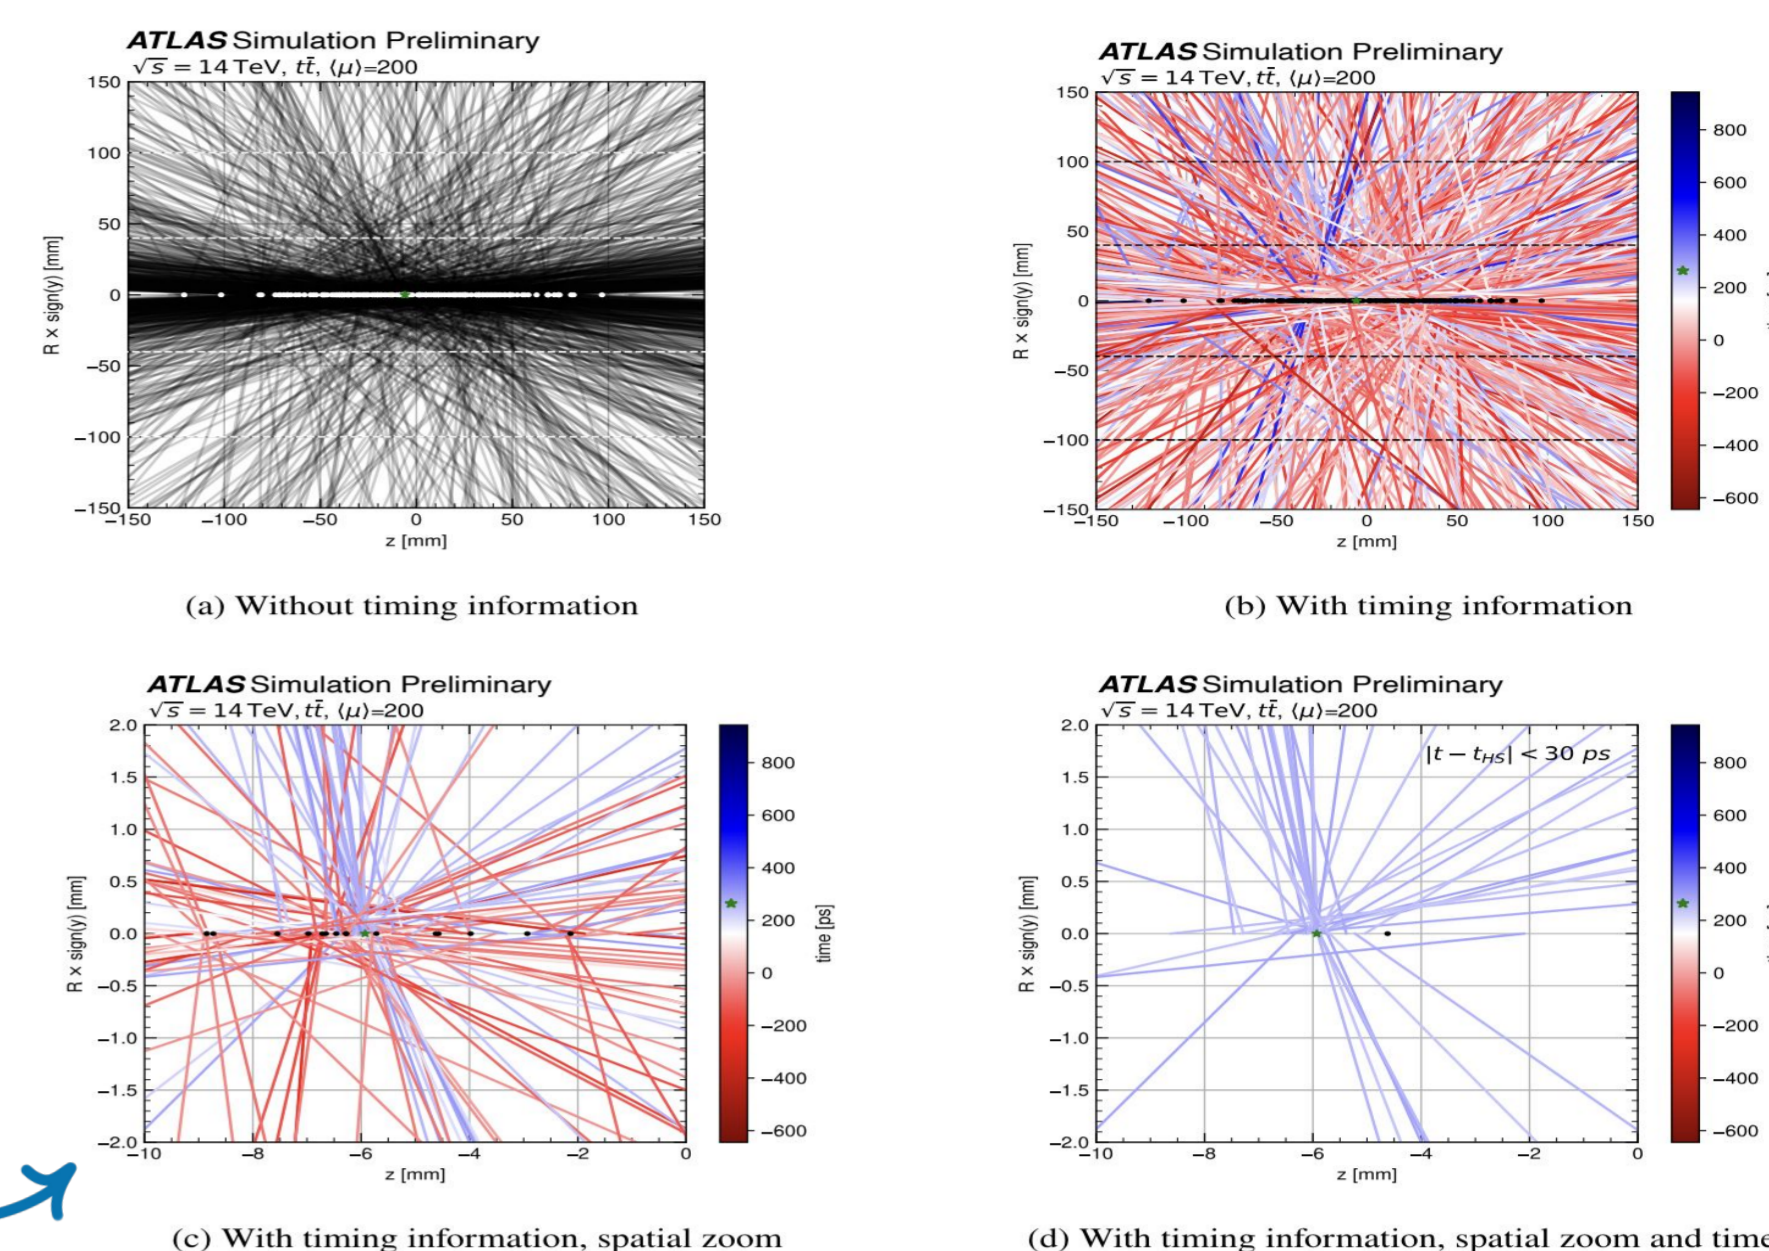 ATLAS Simulation Preliminary
√s = 14 TeV, tt̄, ⟨μ⟩=200
150
100
50
0
−50
−100
−150
R × sign(y) [mm]
−150 −100 −50 0 50 100 150
z [mm]
(a) Without timing information
ATLAS Simulation Preliminary
√s = 14 TeV, tt̄, ⟨μ⟩=200
150
100
50
0
−50
−100
−150
R × sign(y) [mm]
−150 −100 −50 0 50 100 150
z [mm]
800
600
400
200
0
−200
−400
−600
(b) With timing information
ATLAS Simulation Preliminary
√s = 14 TeV, tt̄, ⟨μ⟩=200
2.0
1.5
1.0
0.5
0.0
−0.5
−1.0
−1.5
−2.0
R × sign(y) [mm]
−10 −8 −6 −4 −2 0
z [mm]
800
600
400
200
0
−200
−400
−600
time [ps]
(c) With timing information, spatial zoom
ATLAS Simulation Preliminary
√s = 14 TeV, tt̄, ⟨μ⟩=200
|t − tHS| < 30 ps
2.0
1.5
1.0
0.5
0.0
−0.5
−1.0
−1.5
−2.0
R × sign(y) [mm]
−10 −8 −6 −4 −2 0
z [mm]
800
600
400
200
0
−200
−400
−600
(d) With timing information, spatial zoom and time